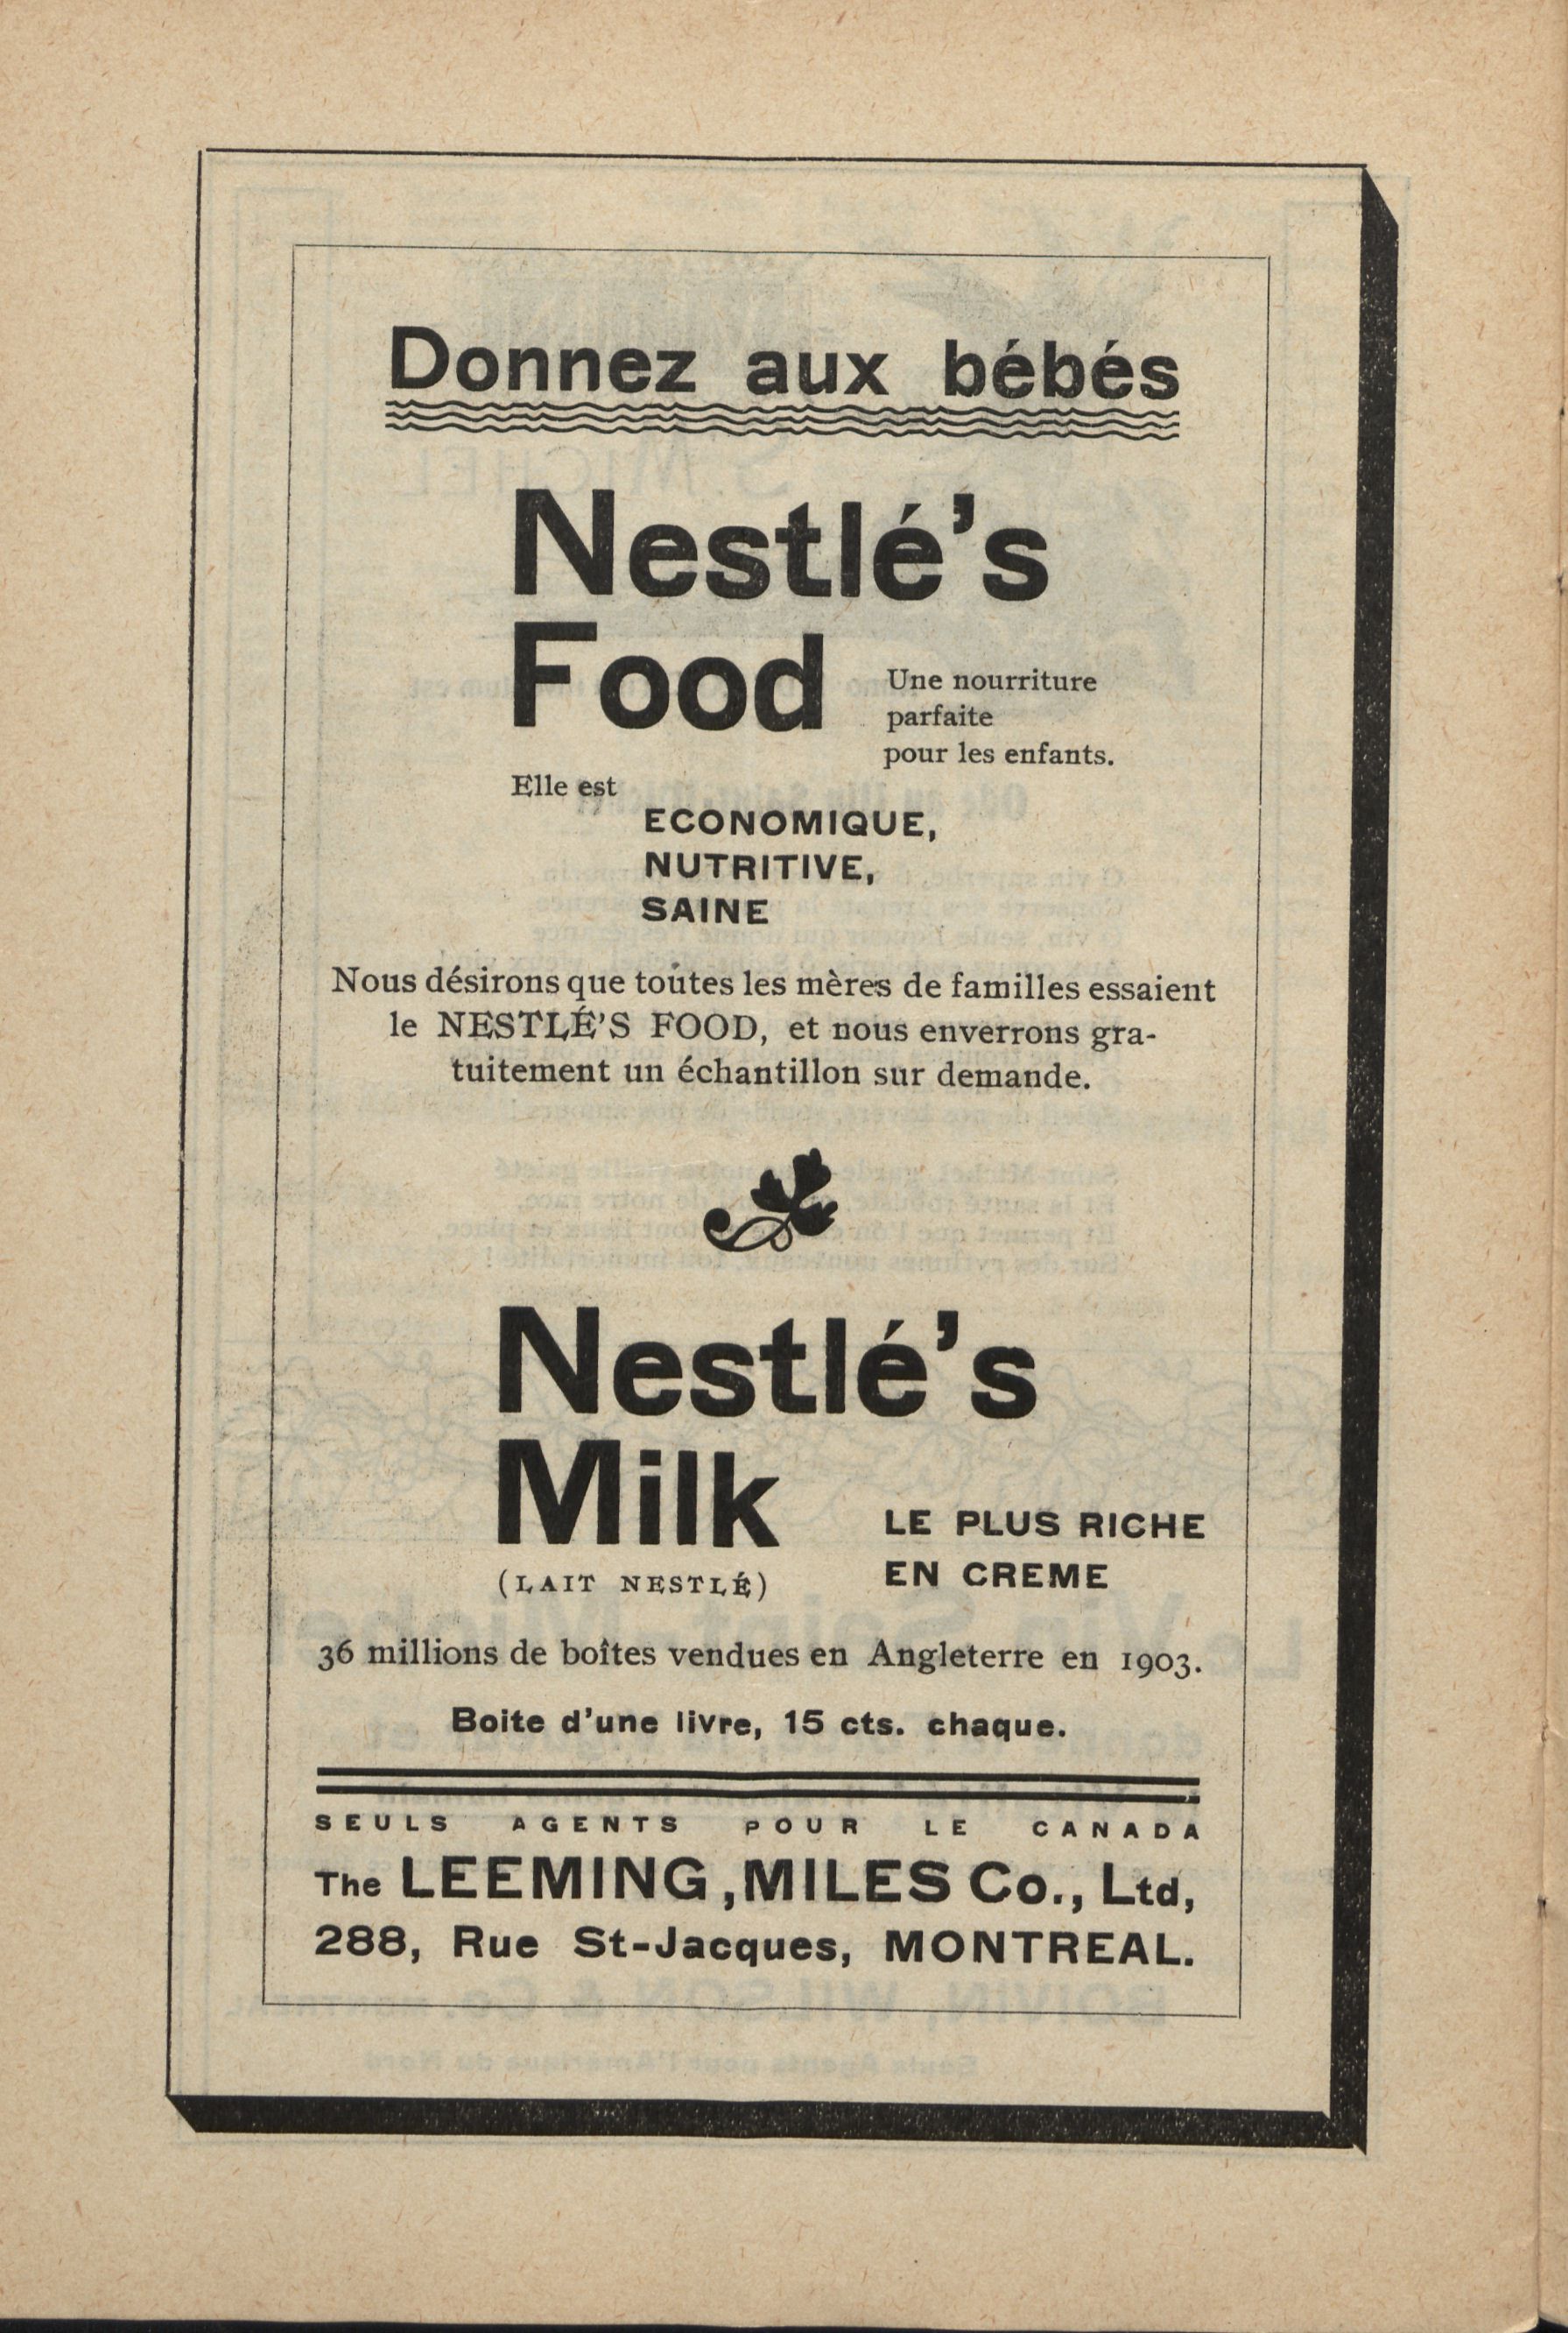 Donnez aux bébés
Nestlé's
Food
Une nourriture
parfaite
pour les enfants.
Elle est
ECONOMIQUE,
NUTRITIVE,
SAINE
Nous désirons que toutes les mères de familles essaient
le NESTLÉ'S FOOD, et nous enverrons gra-
tuitement un échantillon sur demande.
Nestlé's
Milk
(LAIT NESTLÉ)
LE PLUS RICHE
EN CREME
36 millions de boîtes vendues en Angleterre en 1903.
Boite d'une livre, 15 cts. chaque.
SEULS AGENTS POUR LE CANADA
The LEEMING, MILES Co., Ltd,
288, Rue St-Jacques, MONTREAL.